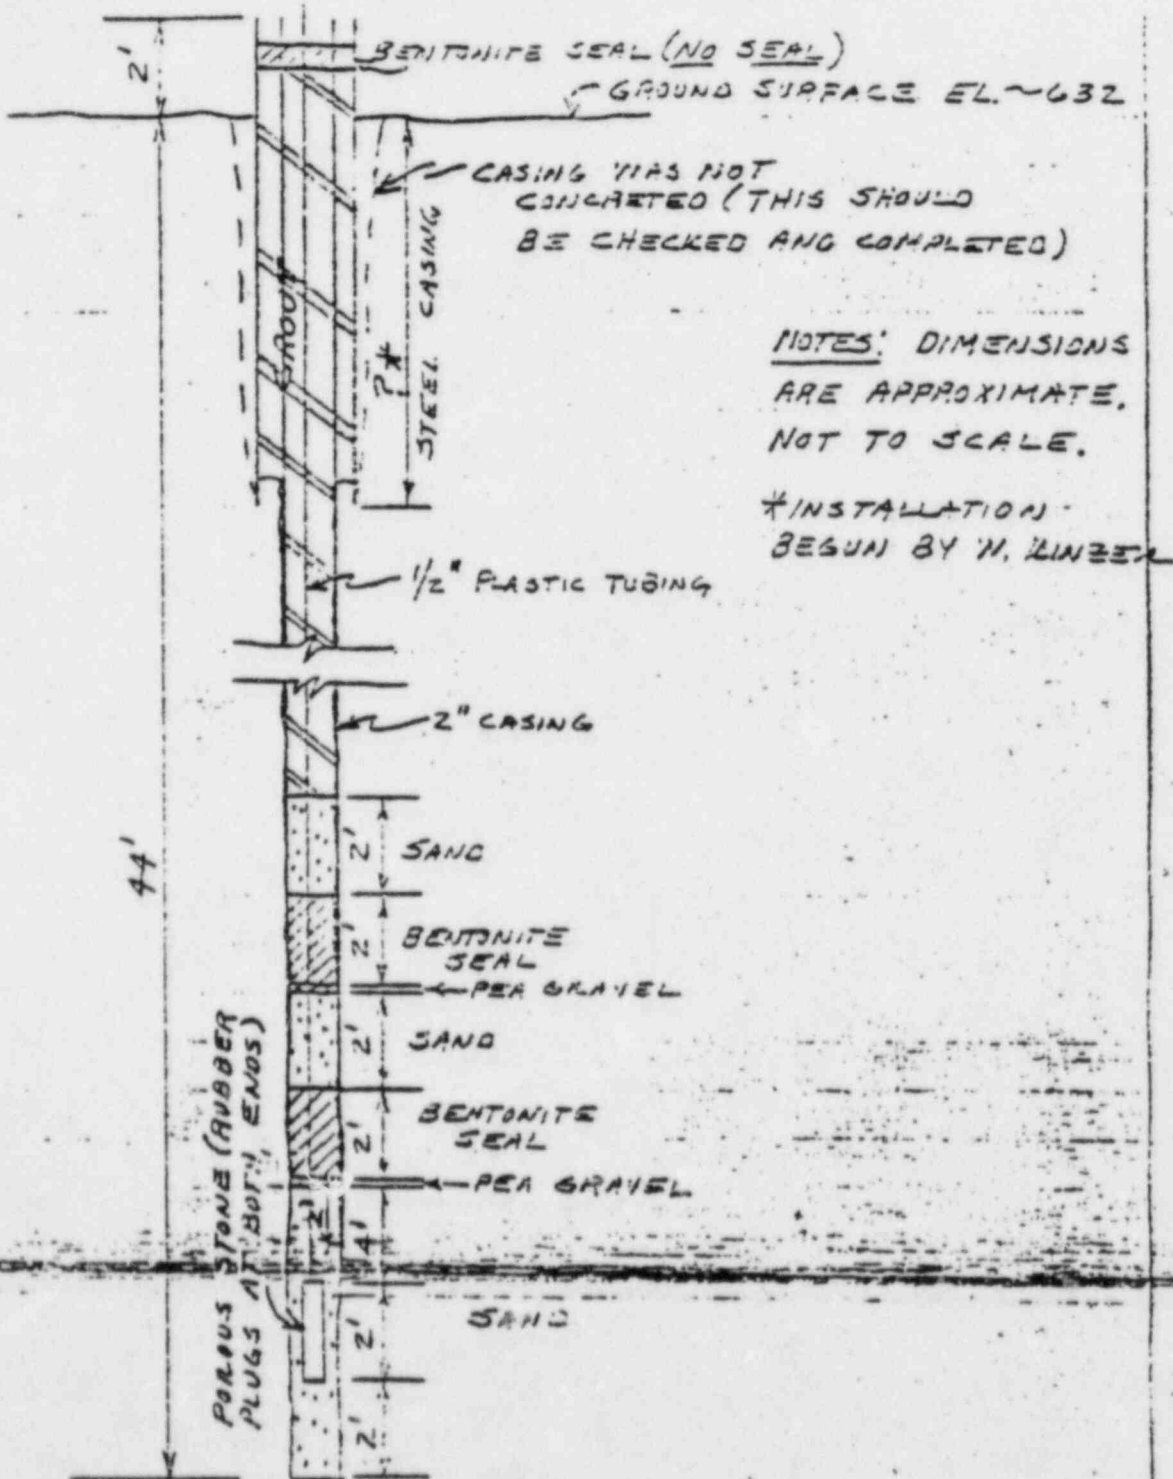 2'
BENTONITE SEAL (NO SEAL)
GROUND SURFACE EL. ~632
CASING WAS NOT
CONCRETED (THIS SHOULD
BE CHECKED AND COMPLETED)
GROUT
?*
STEEL CASING
NOTES: DIMENSIONS
ARE APPROXIMATE.
NOT TO SCALE.
*INSTALLATION
BEGUN BY W.
1/2" PLASTIC TUBING
2" CASING
44'
2' SAND
2' BENTONITE
SEAL
PEA GRAVEL
2' SAND
2' BENTONITE
SEAL
PEA GRAVEL
POROUS STONE (RUBBER
PLUGS AT BOTH ENDS)
2'
4'
SAND
2'
2'